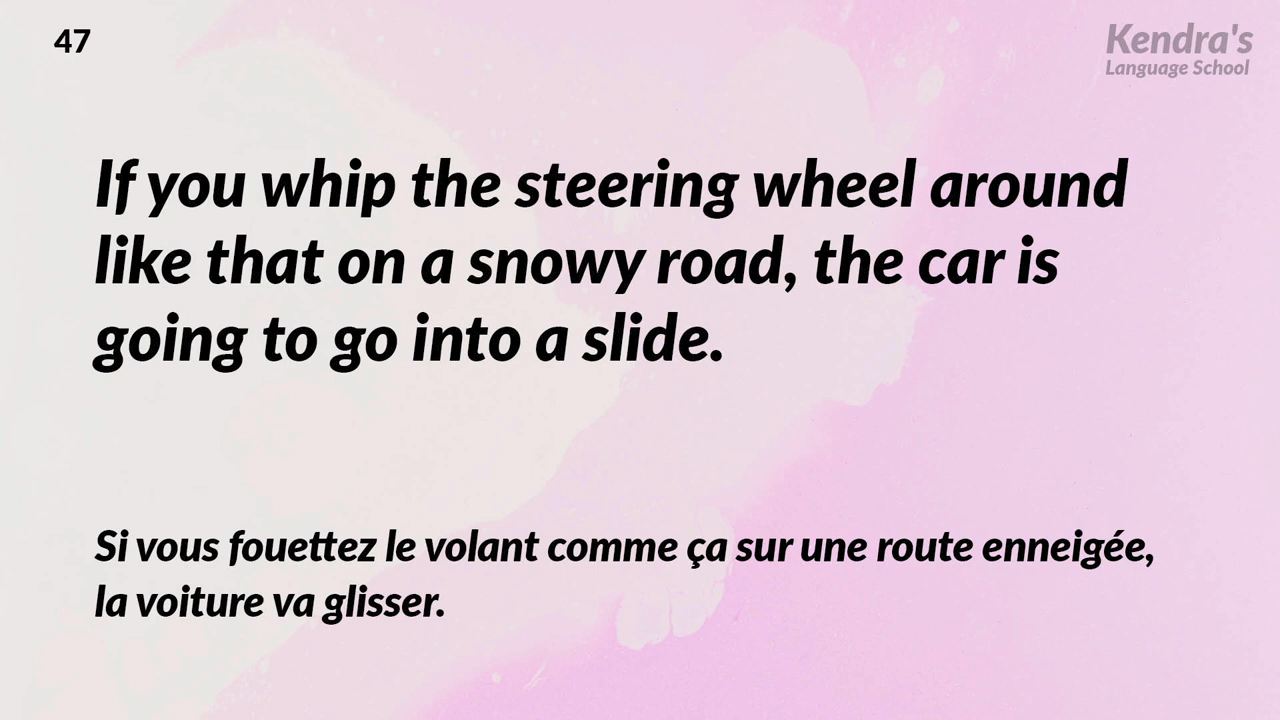 47
Kendra's
Language School
If you whip the steering wheel around
like that on a snowy road, the car is
going to go into a slide.
Si vous fouettez le volant comme ça sur une route enneigée,
la voiture va glisser.